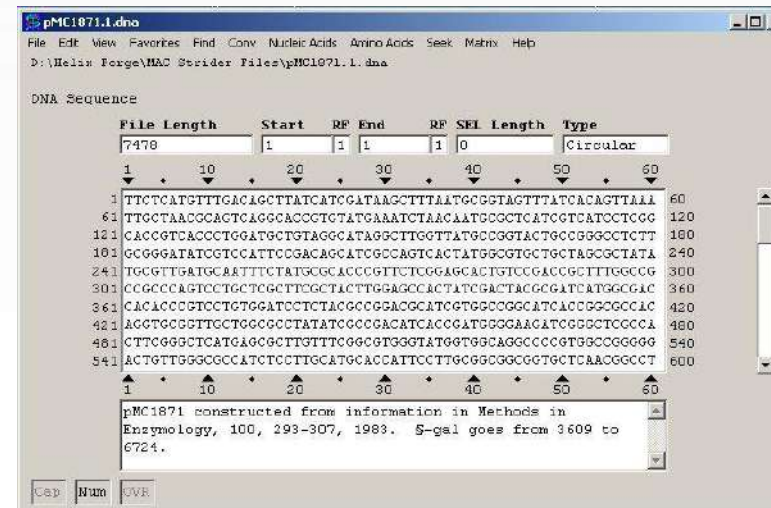 pMC1871.1.dna
File Edit View Favorites Find Conv Nucleic Acids Amino Acids Seek Matrix Help
D:\Helix Forge\MAC Strider Files\pMC1871.1.dna
DNA Sequence
File Length Start RF End RF SEL Length Type
7478 1 1 1 1 0 Circular
1 10 20 30 40 50 60
1 TTCTCATGTTTGACAGCTTATCATCGATAAGCTTTAATGCGGTAGTTTATCACAGTTAAA 60
61 TTGCTAACGCAGTCAGGCACCGTGTATGAAATCTAACAATGCGCTCATCGTCATCCTCGG 120
121 CACCGTCACCCTGGATGCTGTAGGCATAGGCTTGGTTATGCCGGTACTGCCGGGCCTCTT 180
181 GCGGGATATCGTCCATTCCGACAGCATCGCCAGTCACTATGGCGTGCTGCTAGCGCTATA 240
241 TGCGTTGATGCAATTTCTATGCGCACCCGTTCTCGGAGCACTGTCCGACCGCTTTGGCCG 300
301 CCGCCCAGTCCTGCTCGCTTCGCTACTTGGAGCCACTATCGACTACGCGATCATGGCGAC 360
361 CACACCCGTCCTGTGGATCCTCTACGCCGGACGCATCGTGGCCGGCATCACCGGCGCCAC 420
421 AGGTGCGGTTGCTGGCGCCTATATCGCCGACATCACCGATGGGGAAGATCGGGCTCGCCA 480
481 CTTCGGGCTCATGAGCGCTTGTTTCGGCGTGGGTATGGTGGCAGGCCCCGTGGCCGGGGG 540
541 ACTGTTGGGCGCCATCTCCTTGCATGCACCATTCCTTGCGGCGGCGGTGCTCAACGGCCT 600
1 10 20 30 40 50 60
pMC1871 constructed from information in Methods in
Enzymology, 100, 293-307, 1983. §-gal goes from 3609 to
6724.
Cap Num OVR